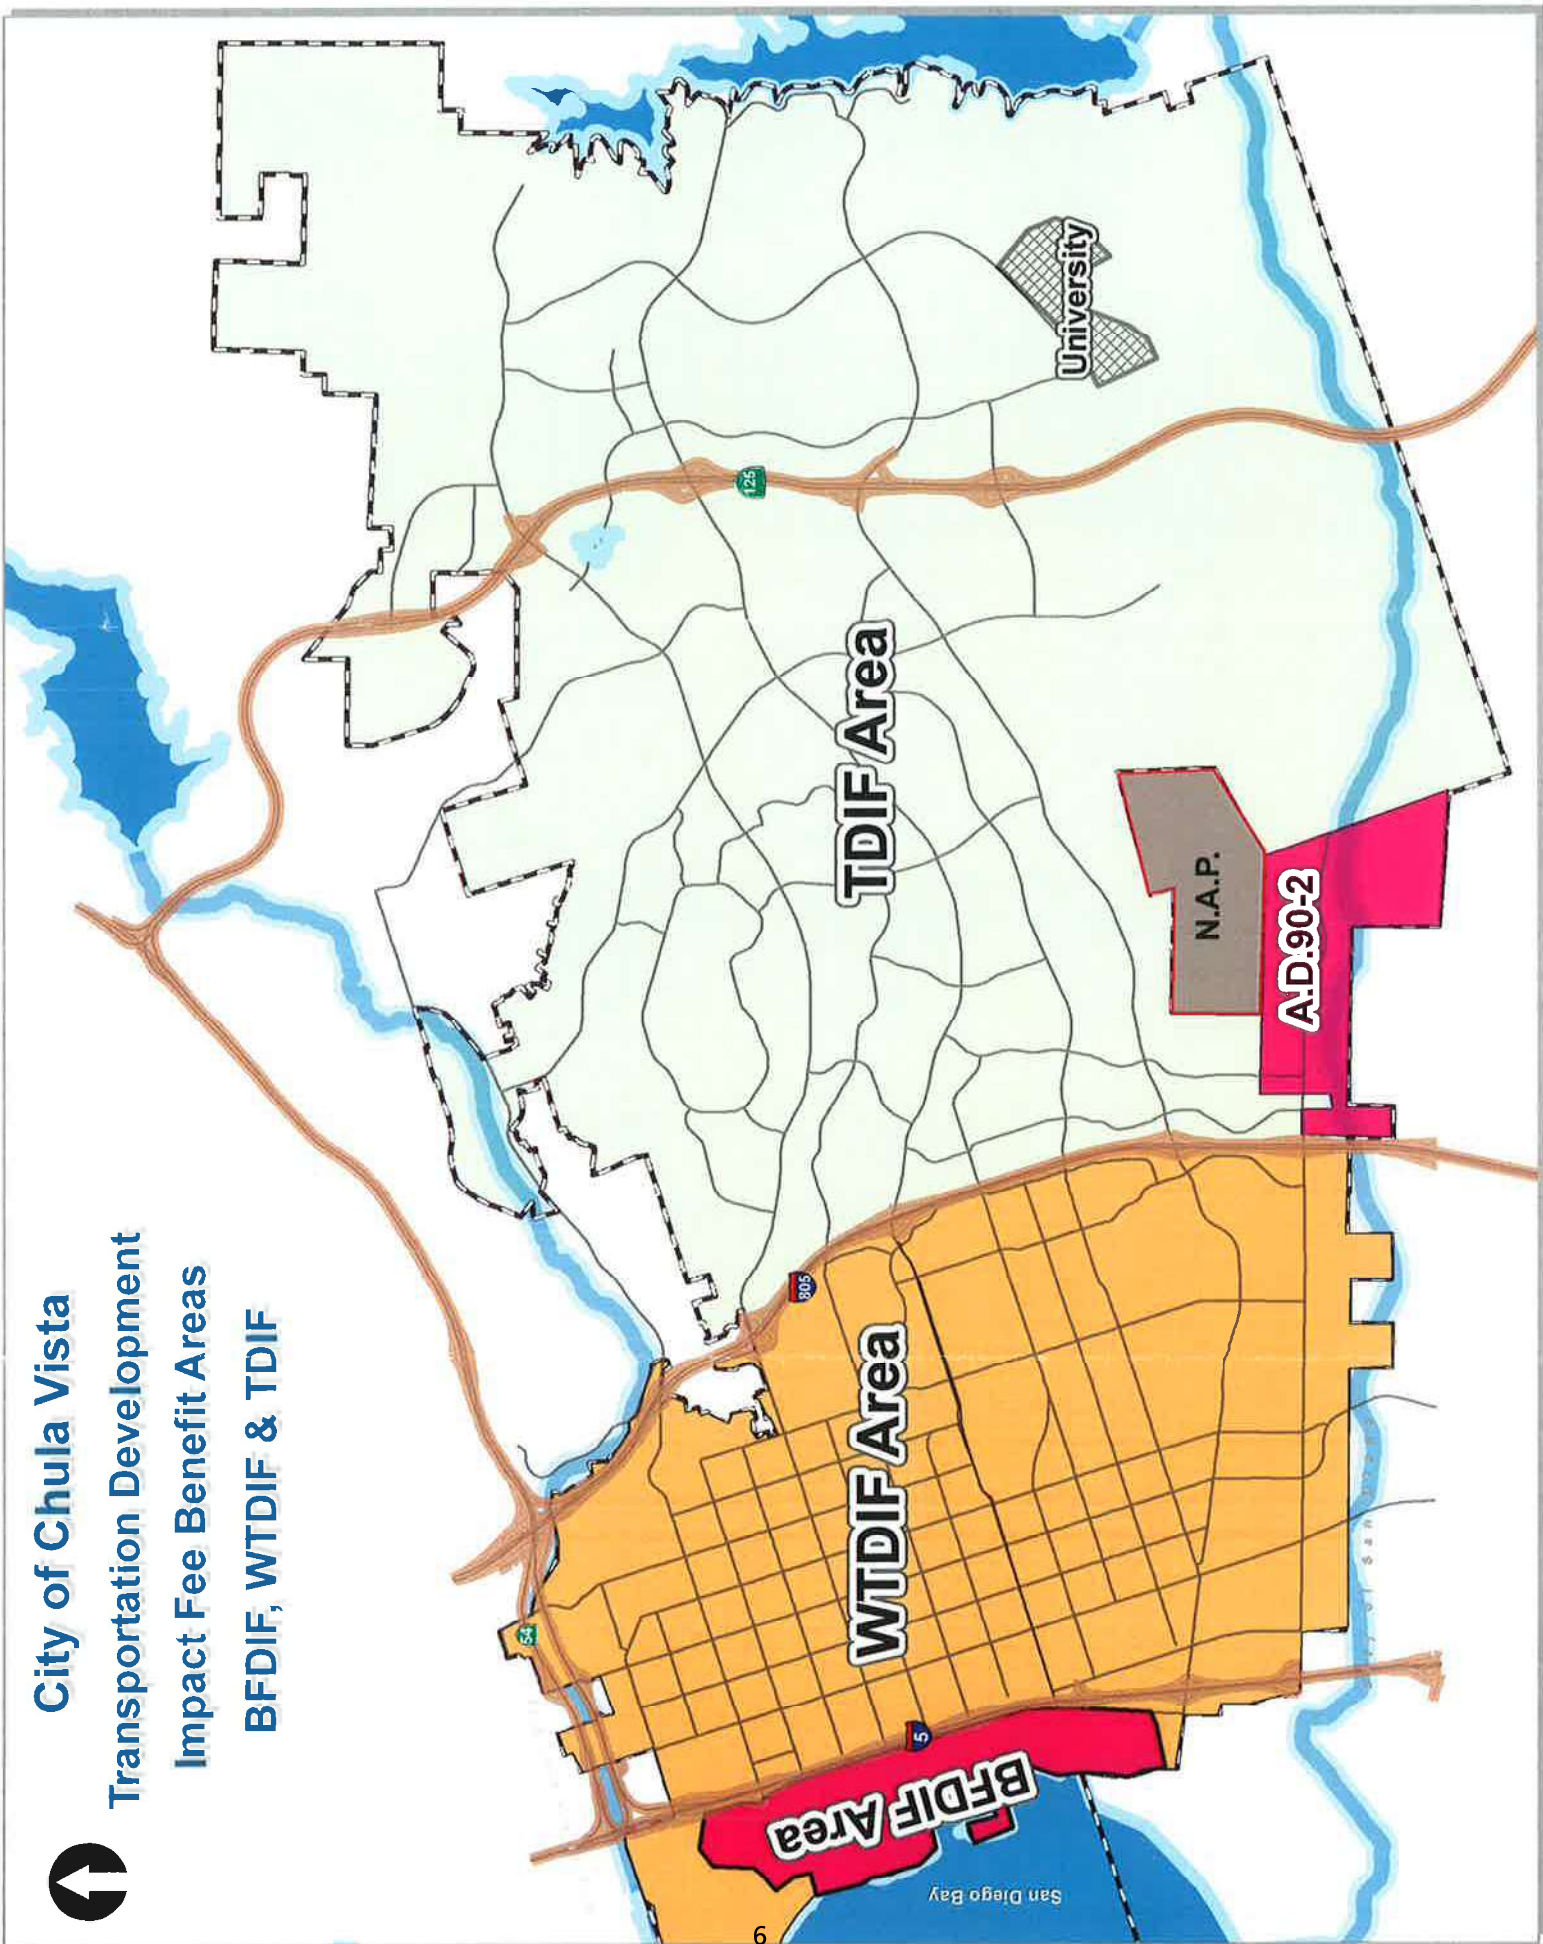 City of Chula Vista
Transportation Development
Impact Fee Benefit Areas
BFDIF, WTDIF & TDIF
University
125
TDIF Area
N.A.P.
A.D.90-2
805
WTDIF Area
54
5
BFDIF Area
San Diego Bay
6